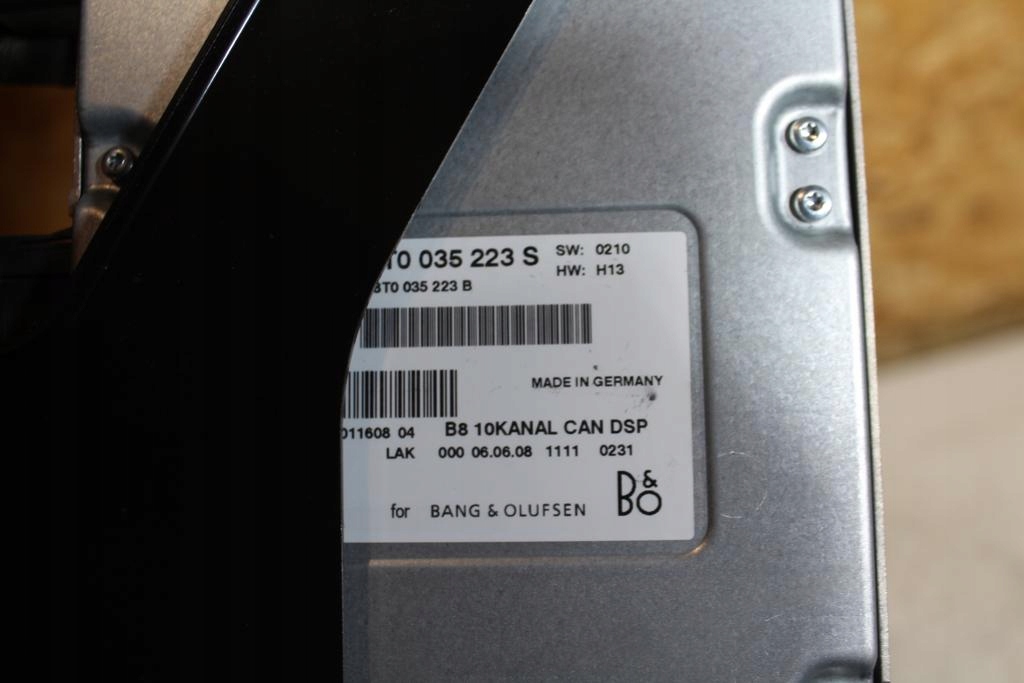 T0 035 223 S SW: 0210
HW: H13
8T0 035 223 B
MADE IN GERMANY
011608 04 B8 10KANAL CAN DSP
LAK 000 06.06.08 1111 0231
for BANG & OLUFSEN B&O